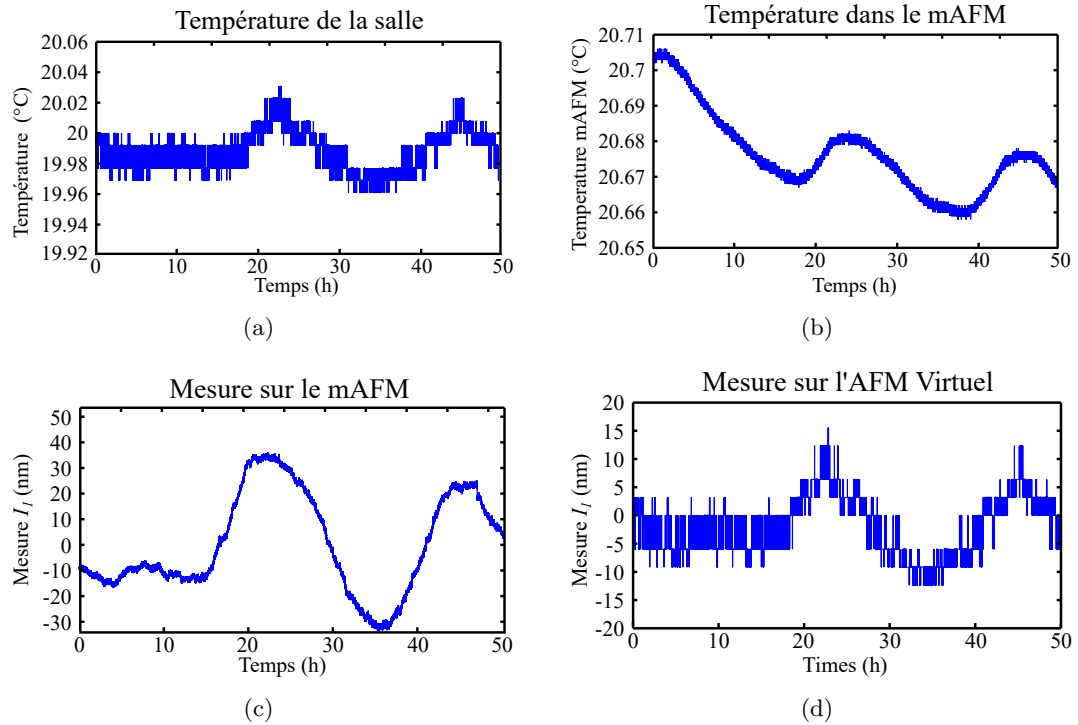 Température de la salle
20.06
20.04
20.02
20
19.98
19.96
19.94
19.92
Température (°C)
0 10 20 30 40 50
Temps (h)
(a)
Température dans le mAFM
20.71
20.7
20.69
20.68
20.67
20.66
20.65
Temperature mAFM (°C)
0 10 20 30 40 50
Temps (h)
(b)
Mesure sur le mAFM
50
40
30
20
10
0
-10
-20
-30
Mesure I_l (nm)
0 10 20 30 40 50
Temps (h)
(c)
Mesure sur l'AFM Virtuel
20
15
10
5
0
-5
-10
-15
-20
Mesure I_l (nm)
0 10 20 30 40 50
Times (h)
(d)